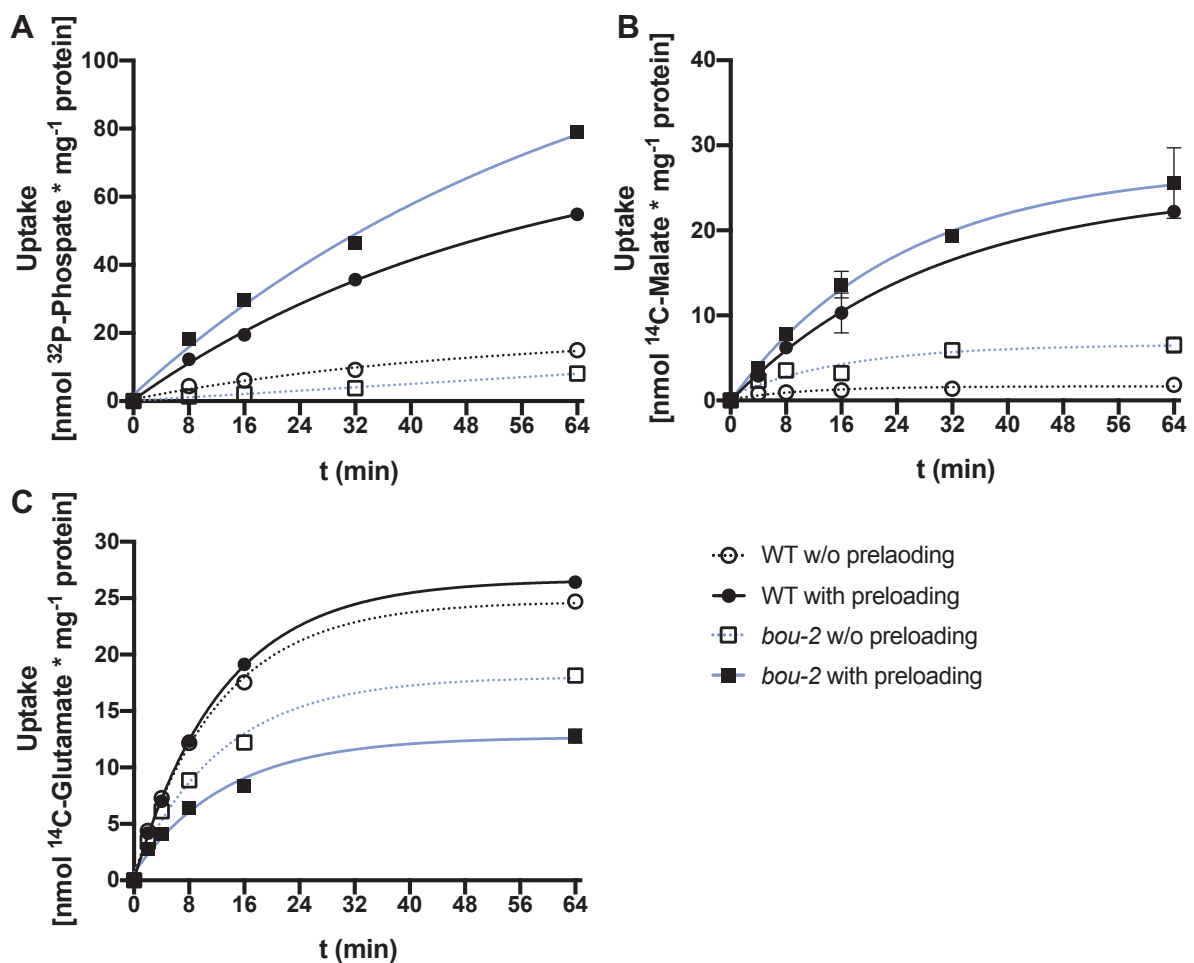 A
Uptake
[nmol ³²P-Phospate * mg⁻¹ protein]
100
80
60
40
20
0
0 8 16 24 32 40 48 56 64
t (min)
B
Uptake
[nmol ¹⁴C-Malate * mg⁻¹ protein]
40
30
20
10
0
0 8 16 24 32 40 48 56 64
t (min)
C
Uptake
[nmol ¹⁴C-Glutamate * mg⁻¹ protein]
30
25
20
15
10
5
0
0 8 16 24 32 40 48 56 64
t (min)
WT w/o prelaoding
WT with preloading
bou-2 w/o preloading
bou-2 with preloading